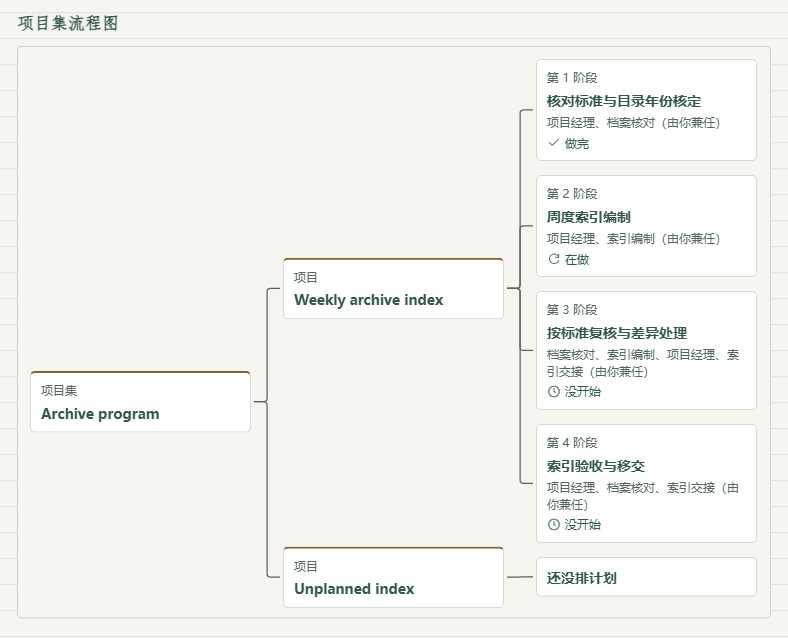 项目集流程图
项目集
Archive program
项目
Weekly archive index
第 1 阶段
核对标准与目录年份核定
项目经理、档案核对（由你兼任）
做完
第 2 阶段
周度索引编制
项目经理、索引编制（由你兼任）
在做
第 3 阶段
按标准复核与差异处理
档案核对、索引编制、项目经理、索
引交接（由你兼任）
没开始
第 4 阶段
索引验收与移交
项目经理、档案核对、索引交接（由
你兼任）
没开始
项目
Unplanned index
还没排计划